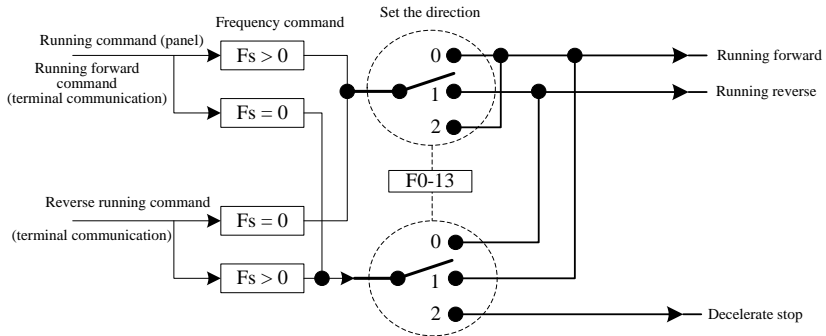 Frequency command
Set the direction
Running command (panel)
Fs > 0
0
Running forward
Running forward
command
(terminal communication)
Fs = 0
1
Running reverse
2
F0-13
Reverse running command
Fs = 0
(terminal communication)
Fs > 0
0
1
2
Decelerate stop